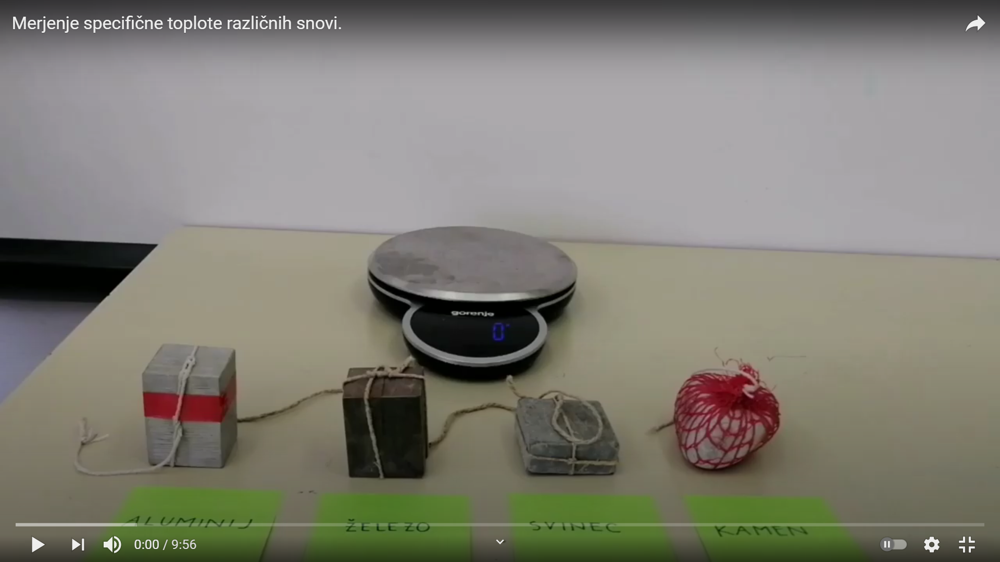 Merjenje specifične toplote različnih snovi.
gorenje
0
ALUMINIJ
ŽELEZO
SVINEC
KAMEN
0:00 / 9:56